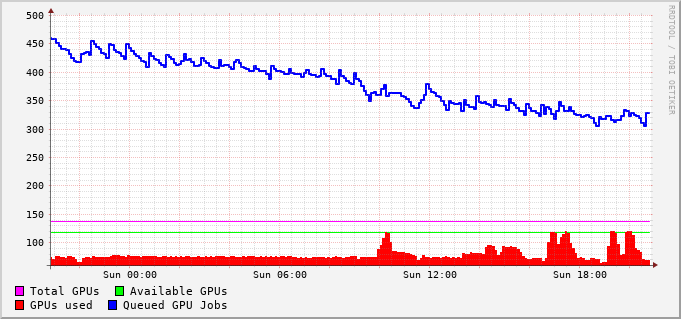 500
450
400
350
300
250
200
150
100
Sun 00:00 Sun 06:00 Sun 12:00 Sun 18:00
Total GPUs Available GPUs
GPUs used Queued GPU Jobs
RRDTOOL / TOBI OETIKER